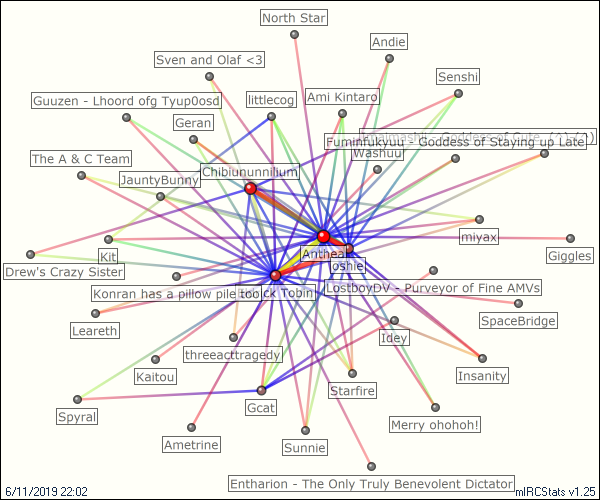 North Star
Andie
Sven and Olaf <3
Senshi
Guuzen - Lhoord ofg Tyup0osd
littlecog
Ami Kintaro
Geran
Goddess of Cute
Fuminfukyuu - Goddess of Staying up Late
Washuu
The A & C Team
Chibiununnilium
JauntyBunny
miyax
Giggles
Kit
Anthea
Drew's Crazy Sister
oshie
Konran has a pillow pile too
ck Tobin
LostboyDV - Purveyor of Fine AMVs
SpaceBridge
Leareth
Idey
threeacttragedy
Kaitou
Insanity
Starfire
Spyral
Gcat
Merry ohohoh!
Ametrine
Sunnie
Entharion - The Only Truly Benevolent Dictator
6/11/2019 22:02
mIRCStats v1.25